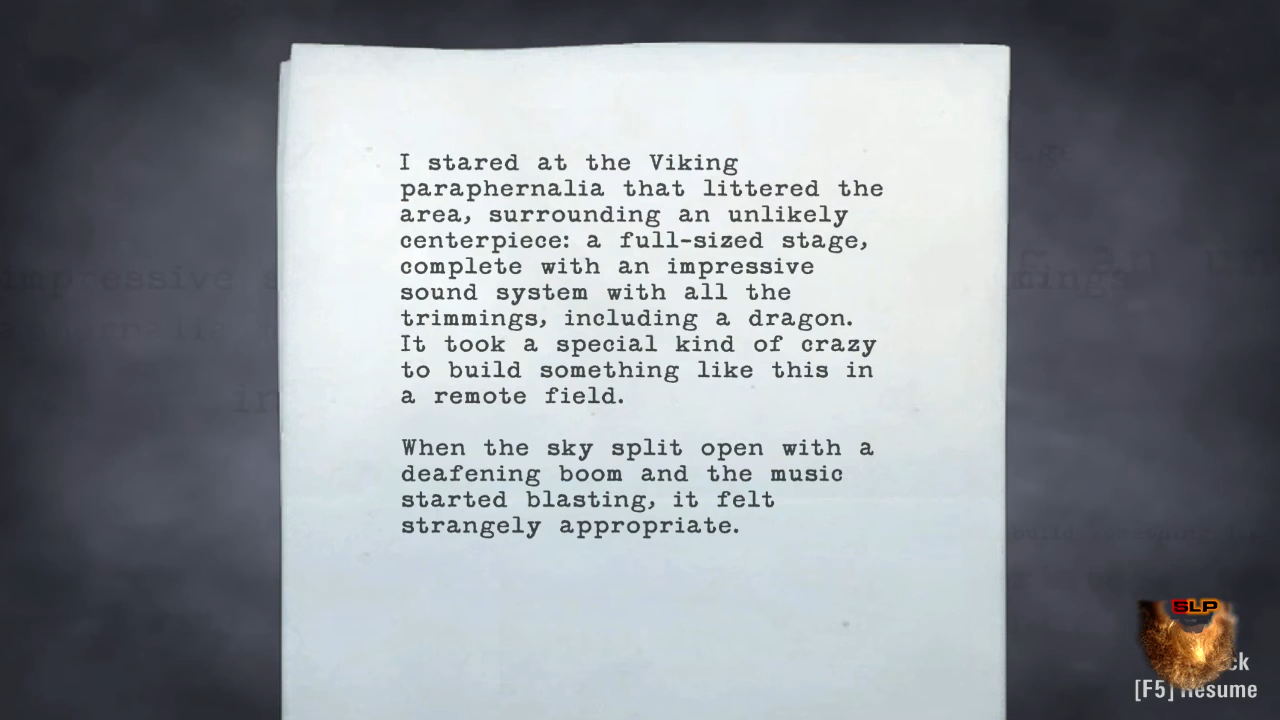 I stared at the Viking
paraphernalia that littered the
area, surrounding an unlikely
centerpiece: a full-sized stage,
complete with an impressive
sound system with all the
trimmings, including a dragon.
It took a special kind of crazy
to build something like this in
a remote field.
When the sky split open with a
deafening boom and the music
started blasting, it felt
strangely appropriate.
SLP
[F5] Resume